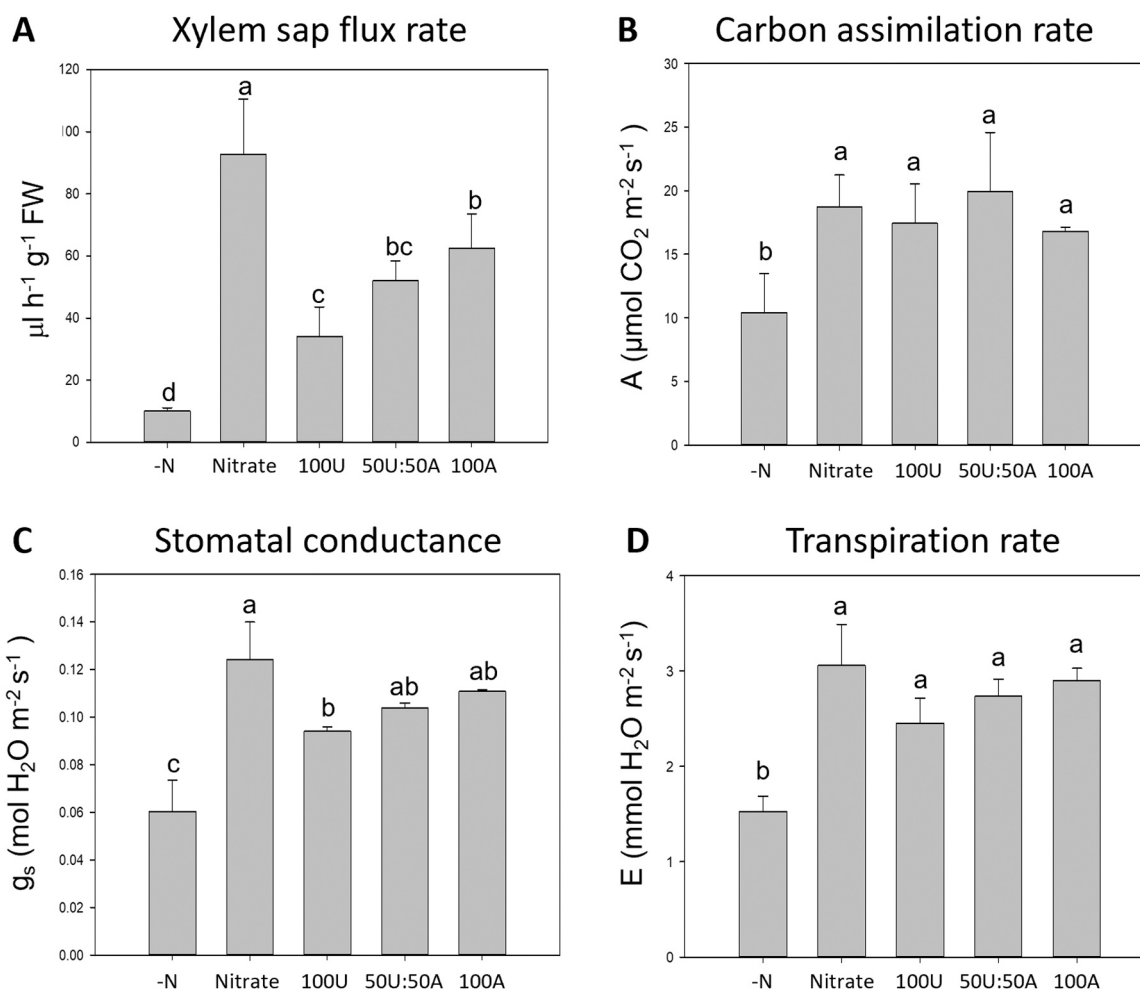 A Xylem sap flux rate
120
100
80
60
40
20
0
µl h⁻¹ g⁻¹ FW
d
a
c
bc
b
-N Nitrate 100U 50U:50A 100A
B Carbon assimilation rate
30
25
20
15
10
5
0
A (µmol CO₂ m⁻² s⁻¹ )
b
a
a
a
a
-N Nitrate 100U 50U:50A 100A
C Stomatal conductance
0.16
0.14
0.12
0.10
0.08
0.06
0.04
0.02
0.00
gₛ (mol H₂O m⁻² s⁻¹ )
c
a
b
ab
ab
-N Nitrate 100U 50U:50A 100A
D Transpiration rate
4
3
2
1
0
E (mmol H₂O m⁻² s⁻¹)
b
a
a
a
a
-N Nitrate 100U 50U:50A 100A